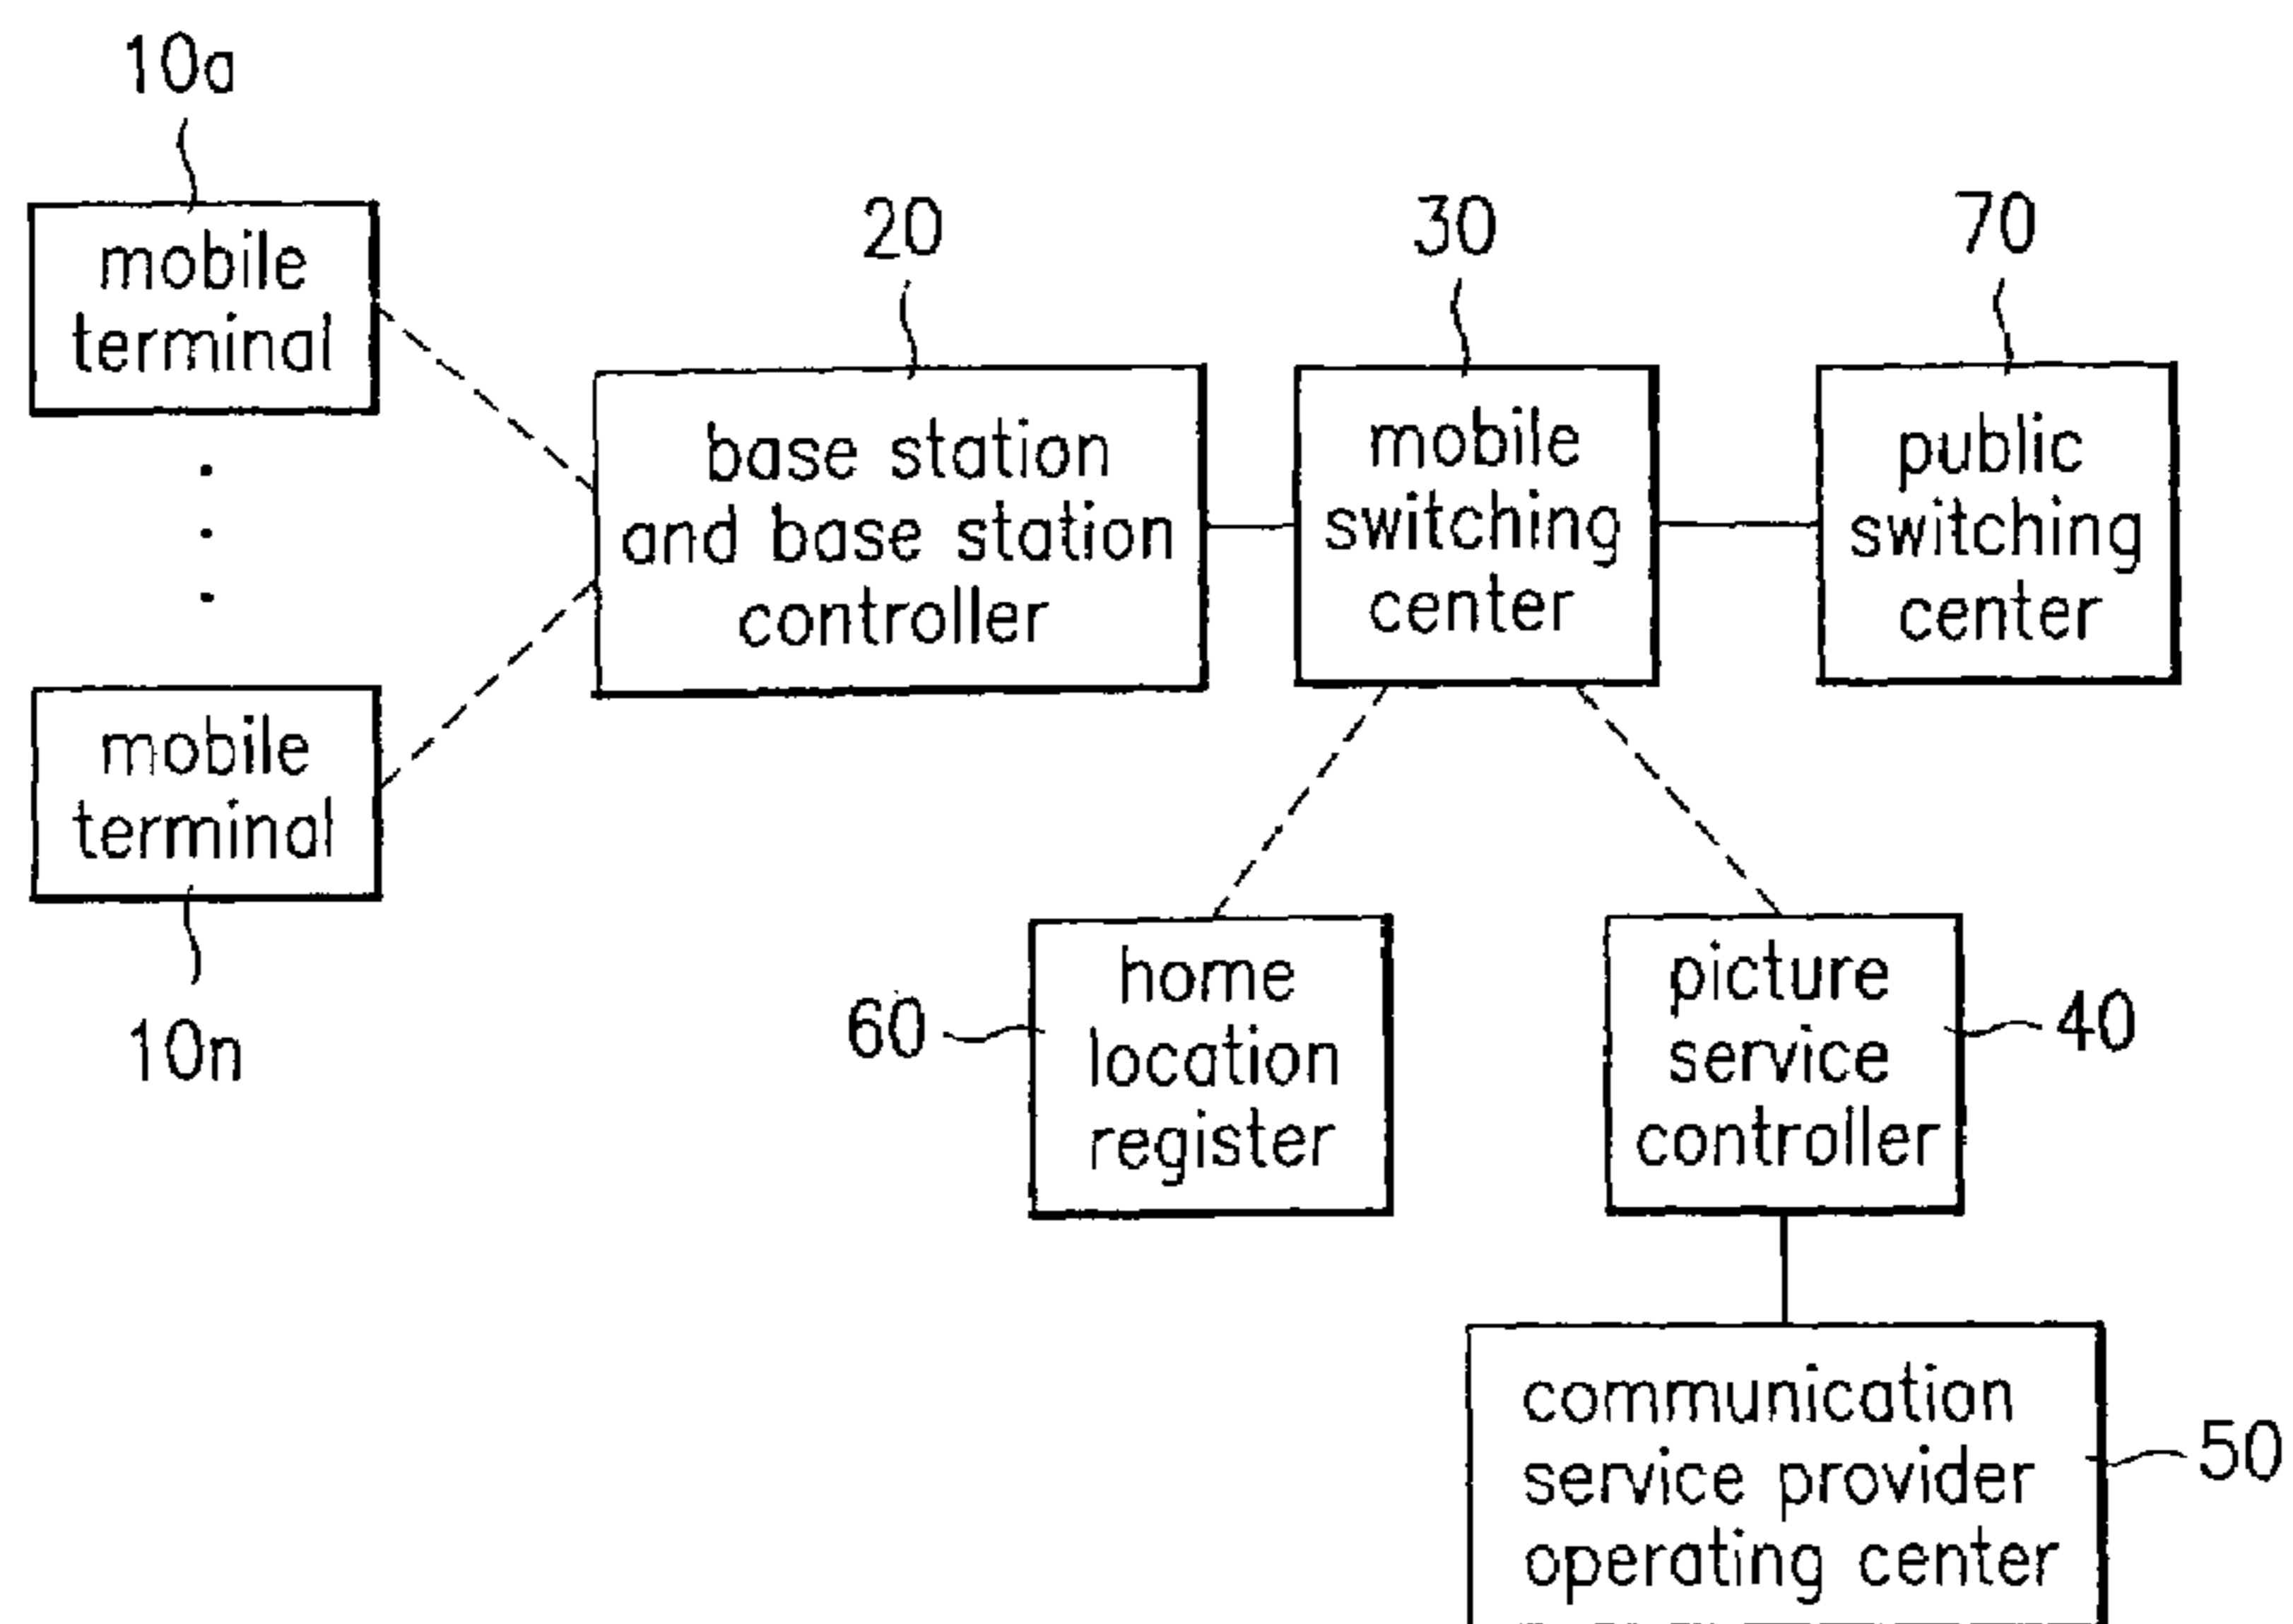 10a
mobile
terminal
20
base station
and base station
controller
30
mobile
switching
center
70
public
switching
center
mobile
terminal
10n
60
home
location
register
picture
service
controller
40
communication
service provider
operating center
50